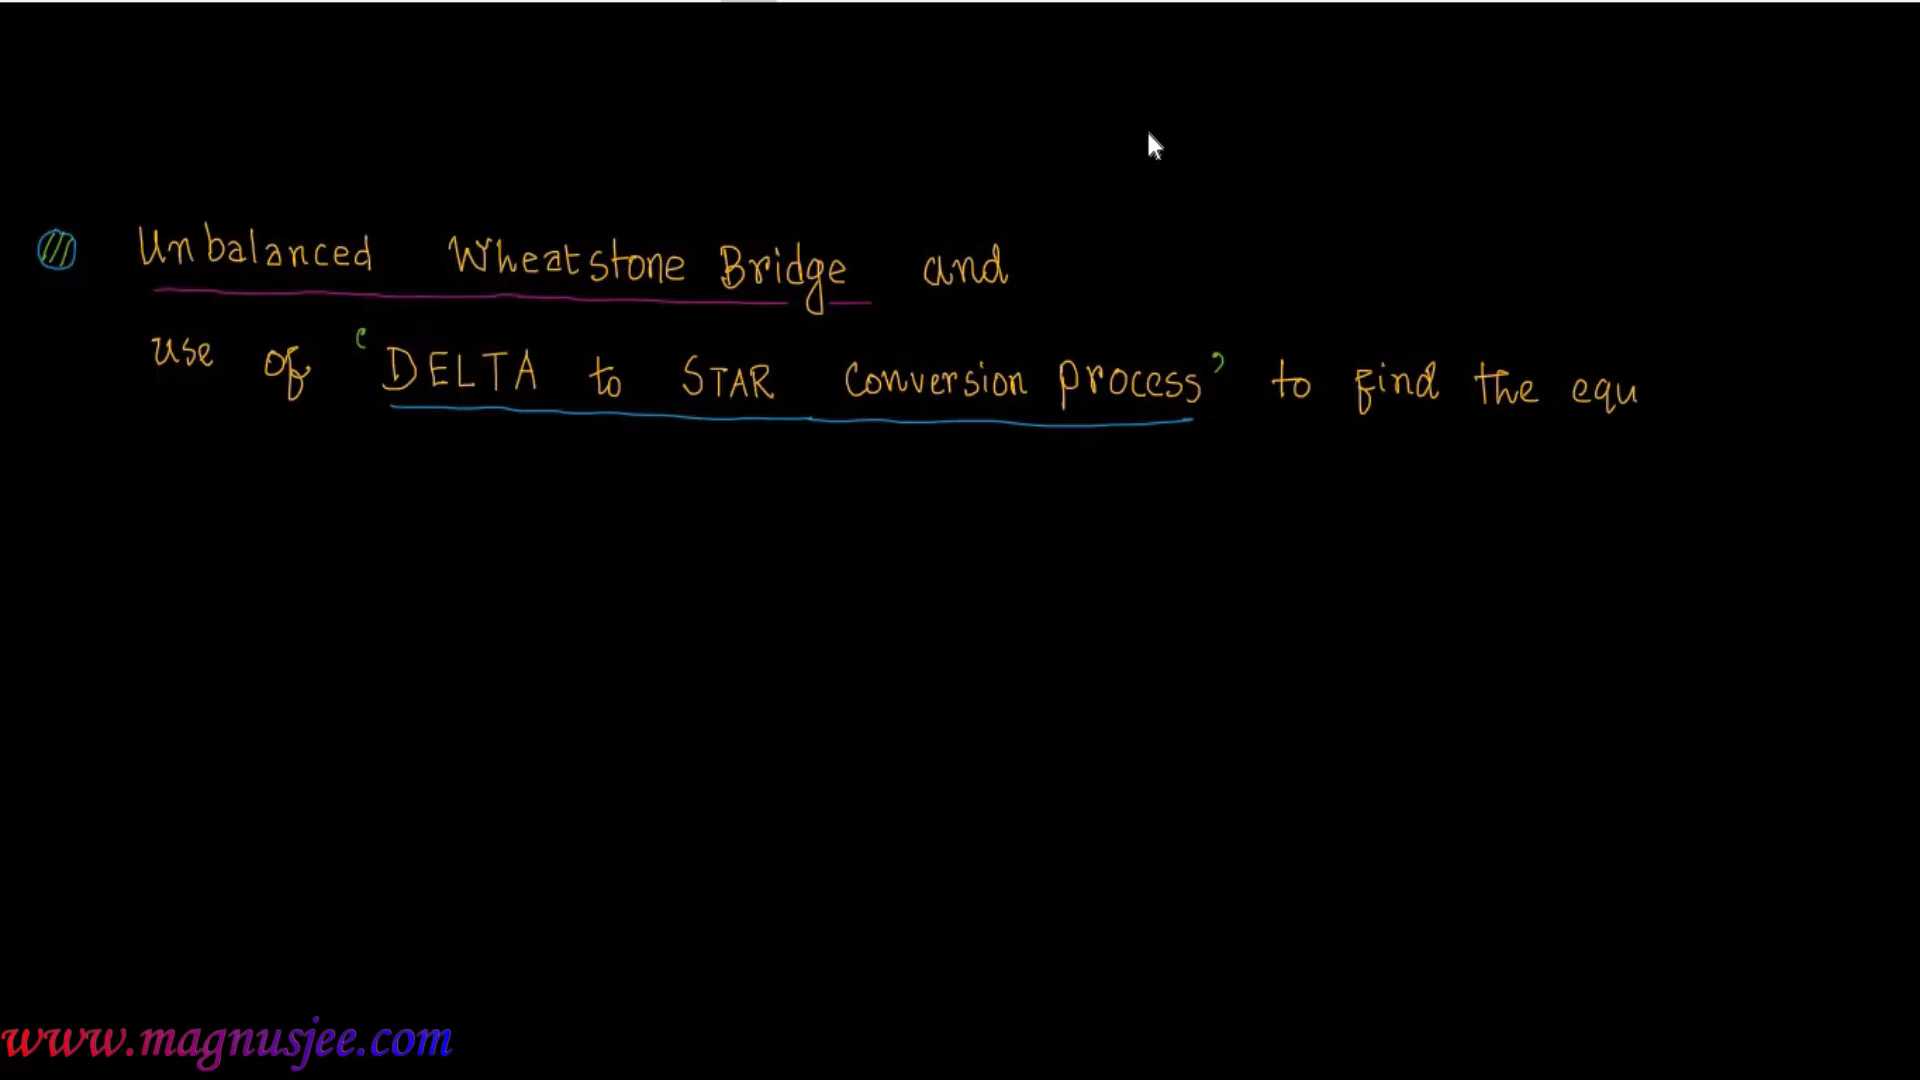 Unbalanced Wheatstone Bridge and
use of 'DELTA to STAR Conversion process' to find the equ
www.magnusjee.com